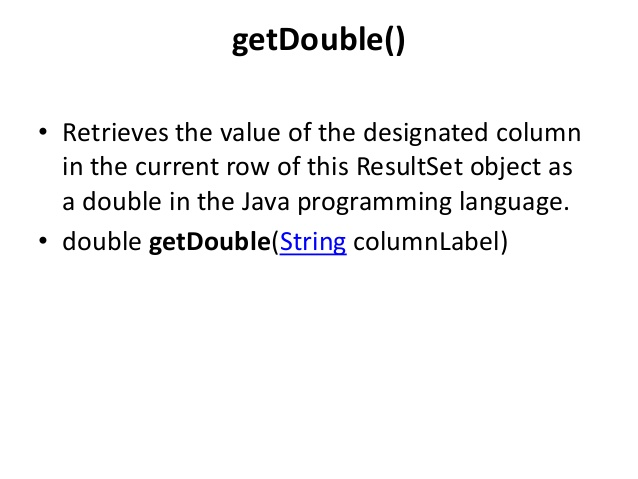 getDouble()
• Retrieves the value of the designated column
in the current row of this ResultSet object as
a double in the Java programming language.
• double getDouble(String columnLabel)